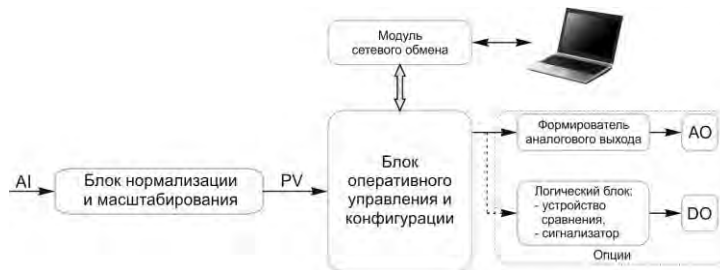 Модуль
сетевого обмена
AI
Блок нормализации
и масштабирования
PV
Блок
оперативного
управления и
конфигурации
Формирователь
аналогового выхода
AO
Логический блок:
- устройство
сравнения,
- сигнализатор
DO
Опции